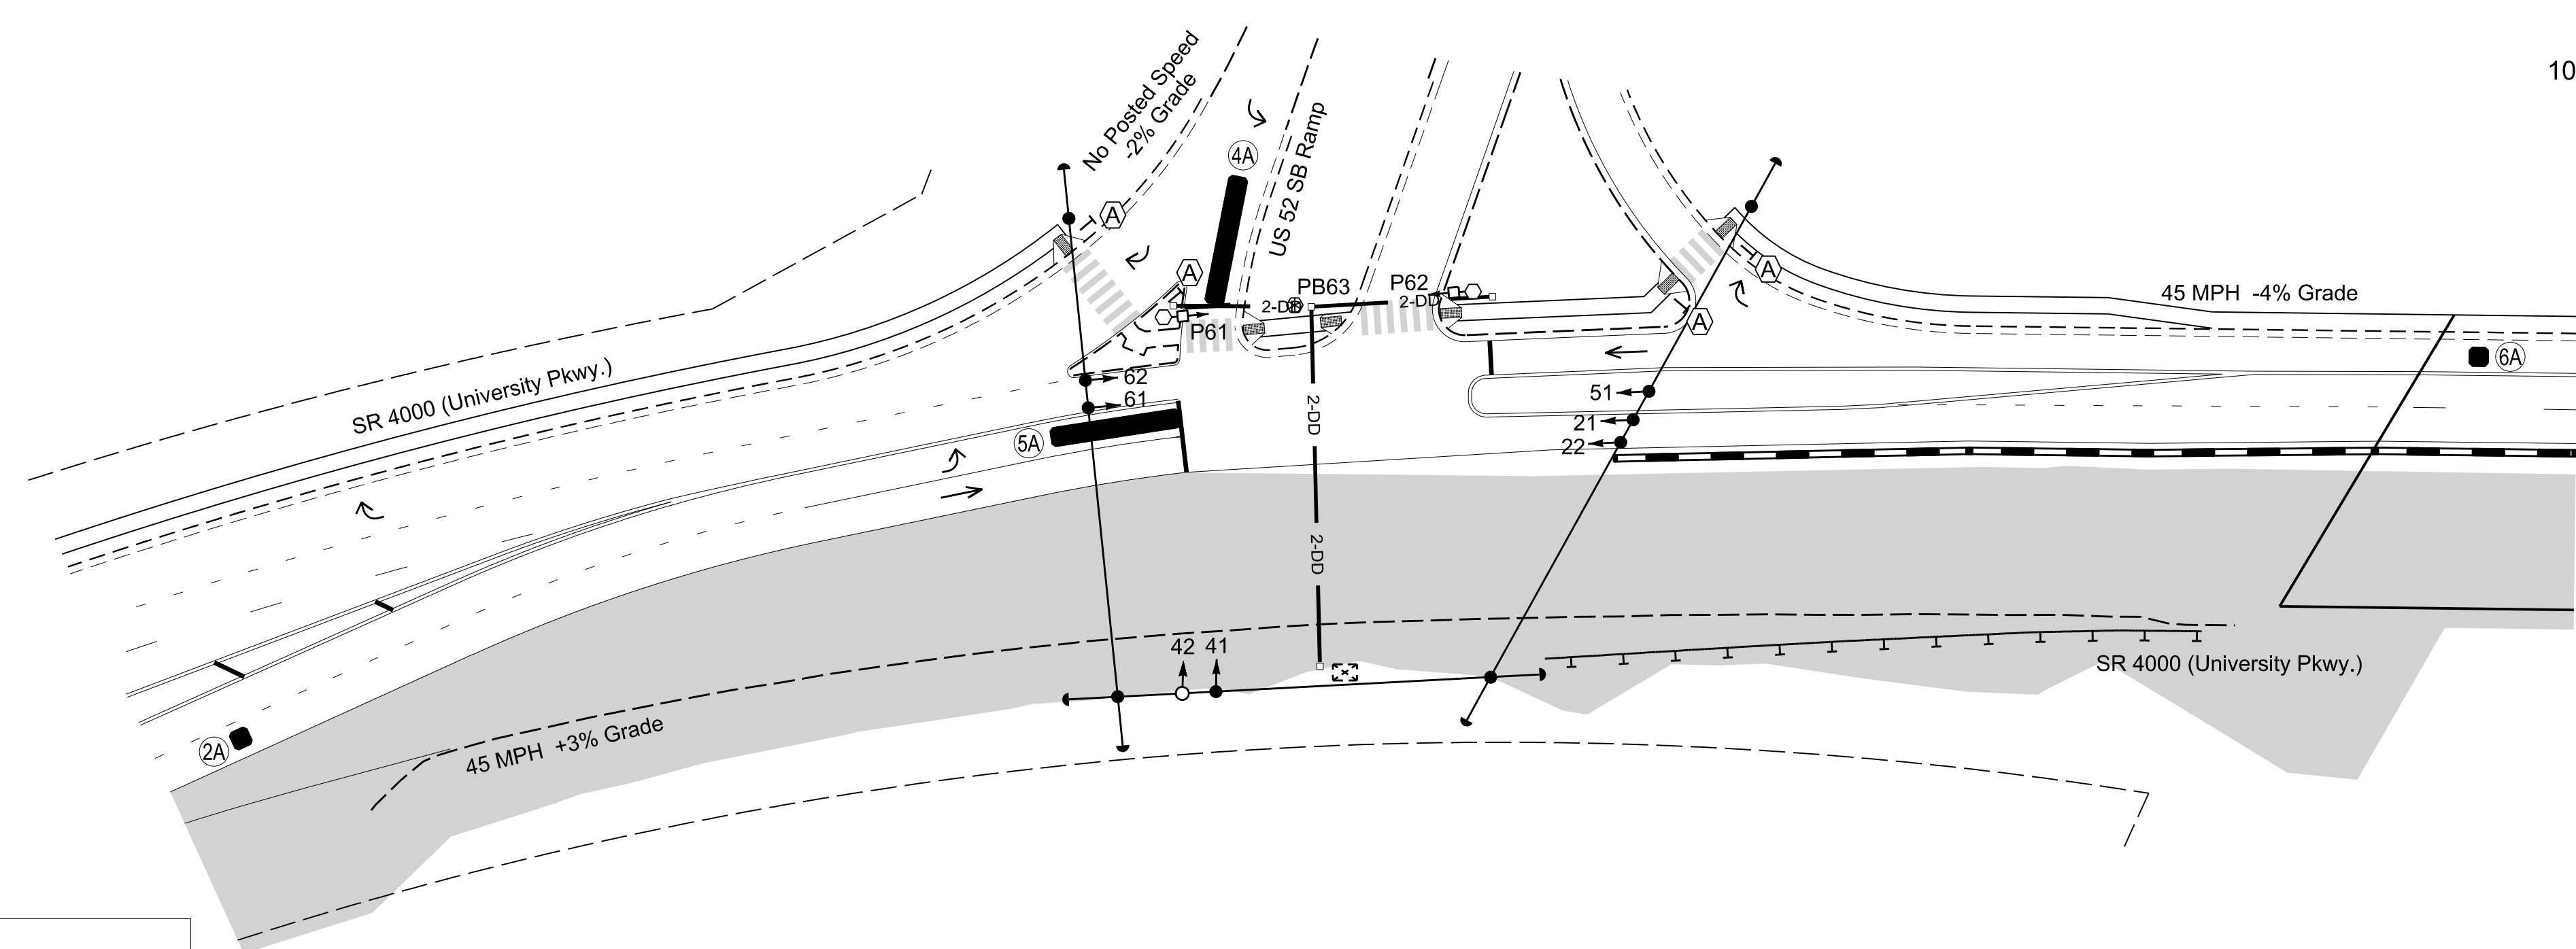 10
No Posted Speed
-2% Grade
4A
US 52 SB Ramp
A
A
PB63
P62
2-DD
2-DD
P61
A
A
45 MPH -4% Grade
6A
SR 4000 (University Pkwy.)
62
61
5A
51
21
22
2-DD
2-DD
42 41
SR 4000 (University Pkwy.)
45 MPH +3% Grade
2A